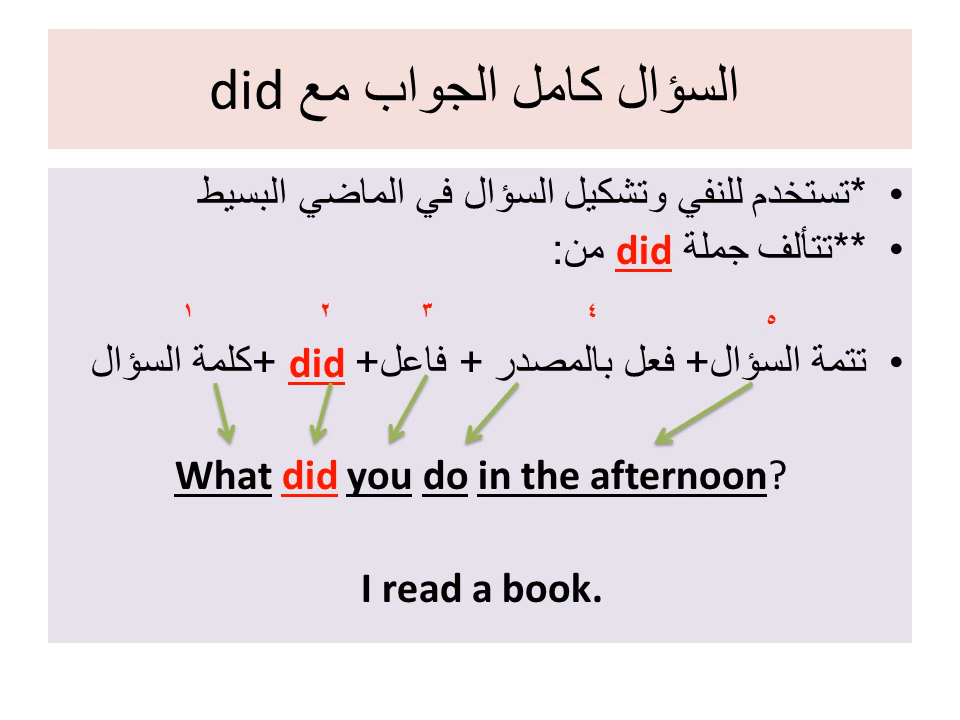 السؤال كامل الجواب مع did
• *تستخدم للنفي وتشكيل السؤال في الماضي البسيط
• **تتألف جملة did من:
١ ٢ ٣ ٤ ٥
• تتمة السؤال+ فعل بالمصدر + فاعل+ did +كلمة السؤال
What did you do in the afternoon?
I read a book.